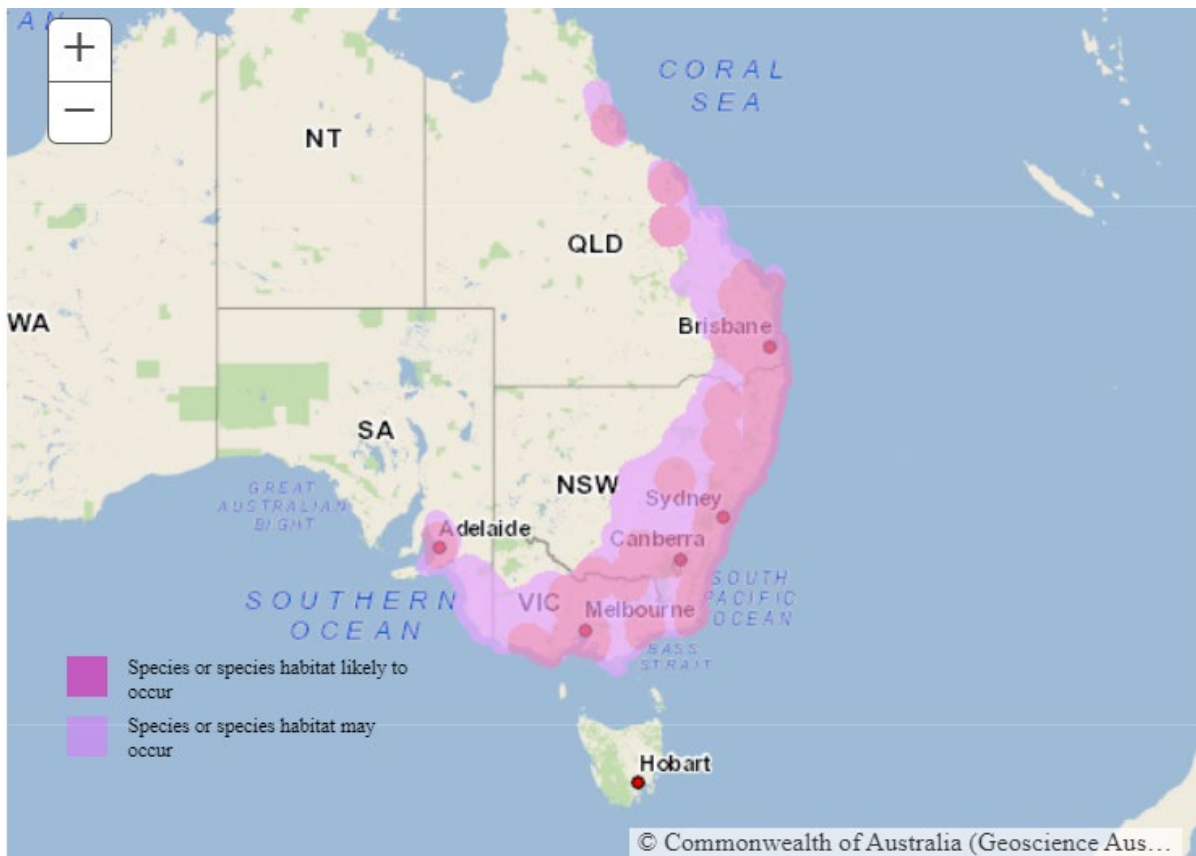 AN
+
CORAL
SEA
−
NT
QLD
WA
Brisbane
SA
GREAT
AUSTRALIAN
BIGHT
NSW
Sydney
Adelaide
Canberra
SOUTH
PACIFIC
OCEAN
SOUTHERN
OCEAN
VIC
Melbourne
BASS
STRAIT
Species or species habitat likely to
occur
Species or species habitat may
occur
Hobart
© Commonwealth of Australia (Geoscience Aus…